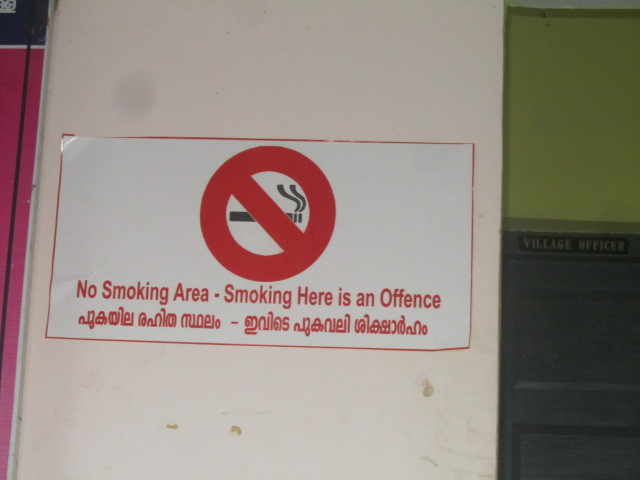 No Smoking Area - Smoking Here is an Offence
പുകയില രഹിത സ്ഥലം - ഇവിടെ പുകവലി ശിക്ഷാർഹം
VILLAGE OFFICER